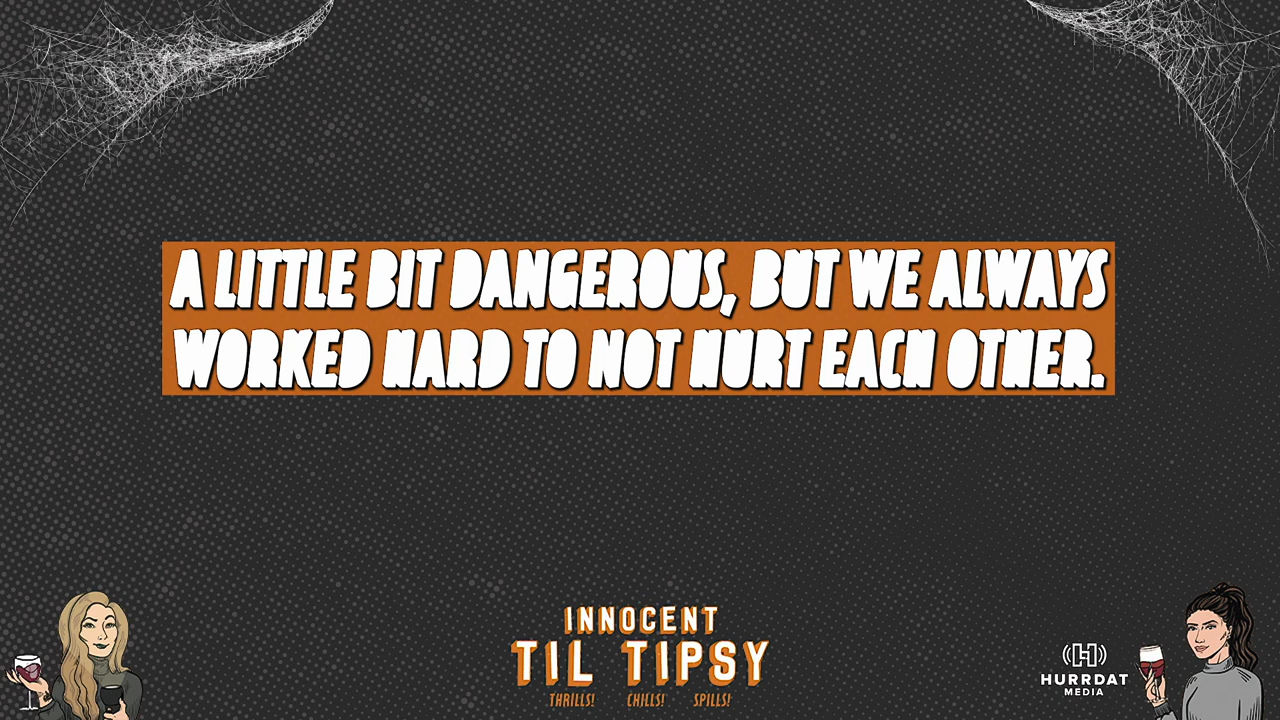 A LITTLE BIT DANGEROUS, BUT WE ALWAYS
WORKED HARD TO NOT HURT EACH OTHER.
INNOCENT
TIL TIPSY
THRILLS! CHILLS! SPILLS!
HURRDAT
MEDIA